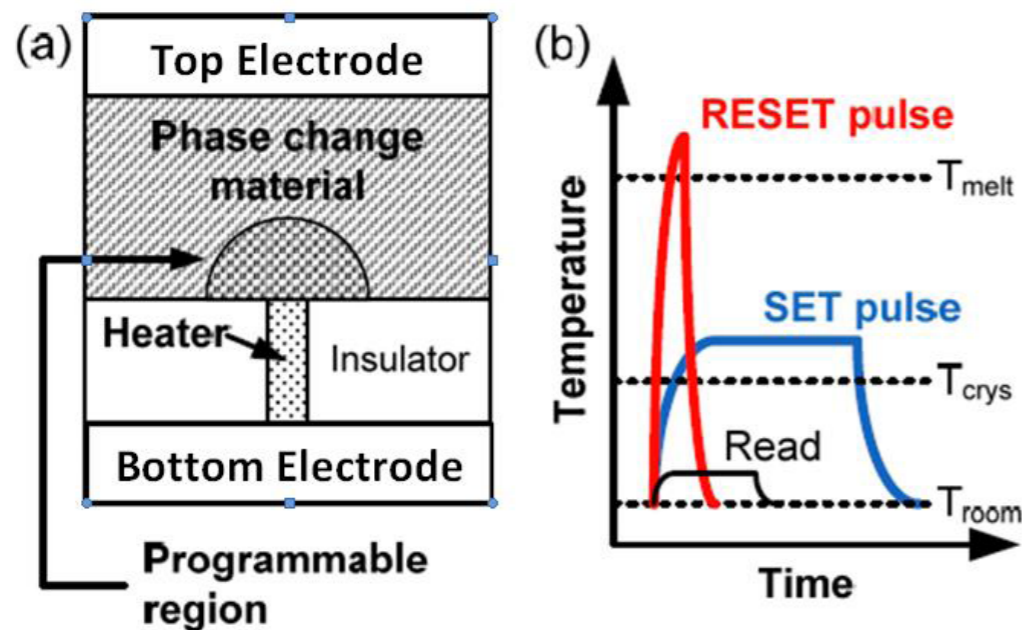 (a)
Top Electrode
Phase change
material
Heater
Insulator
Bottom Electrode
Programmable
region
(b)
RESET pulse
Tmelt
SET pulse
Tcrys
Read
Troom
Temperature
Time